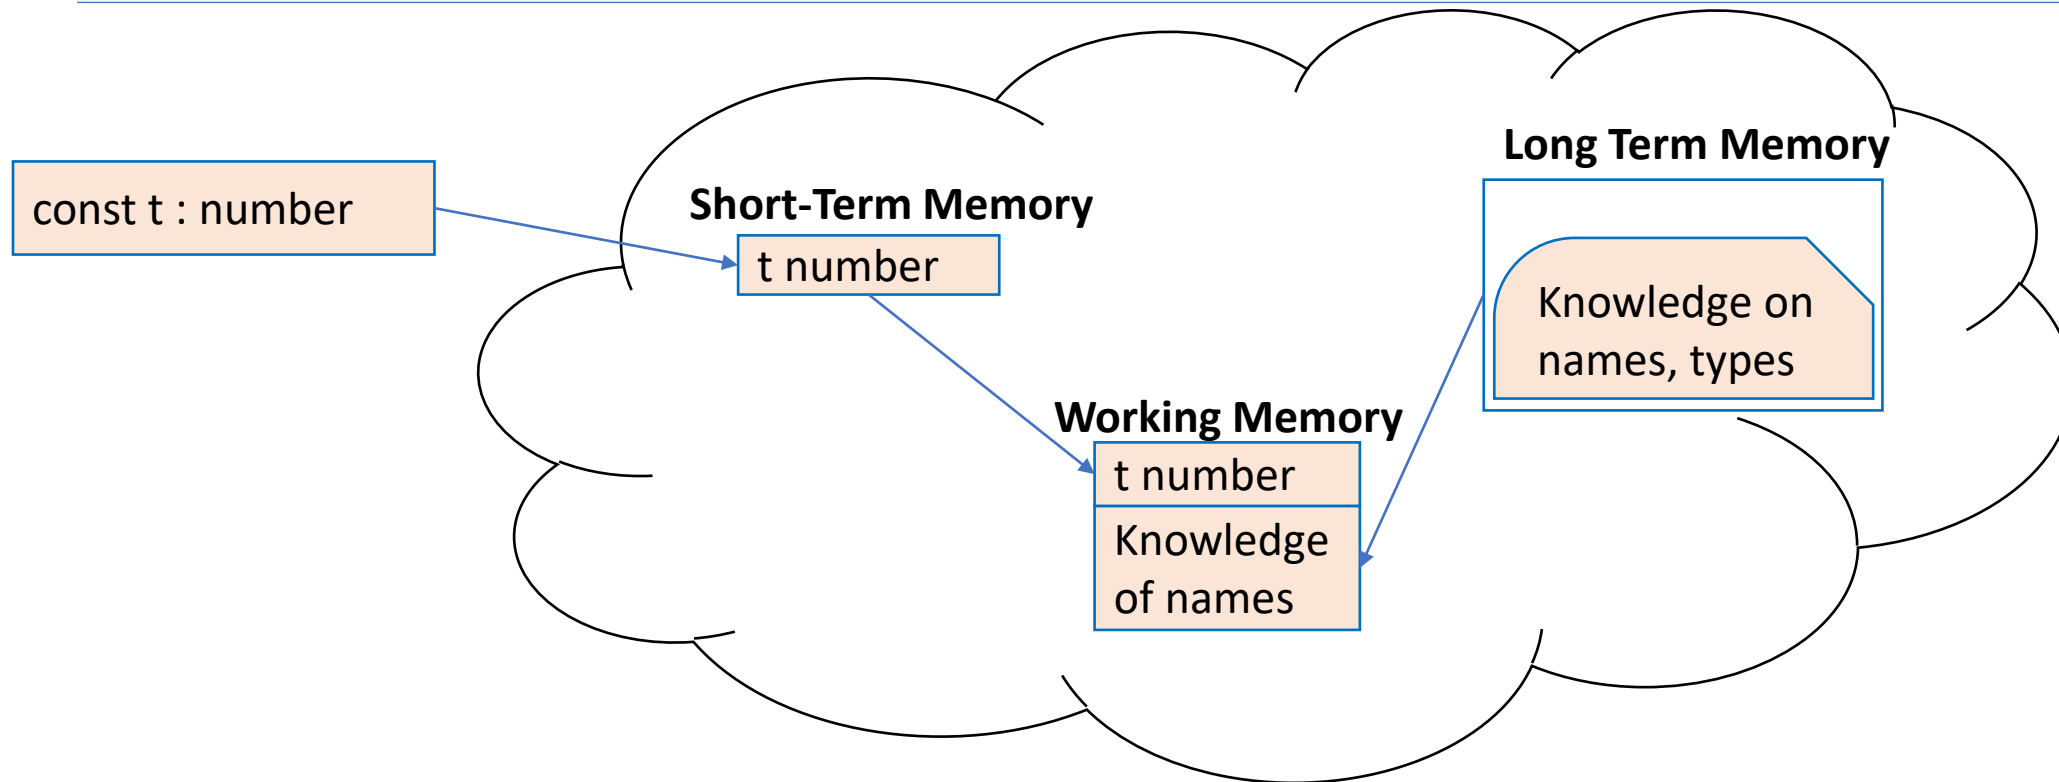 const t : number
Short-Term Memory
t number
Long Term Memory
Knowledge on
names, types
Working Memory
t number
Knowledge
of names